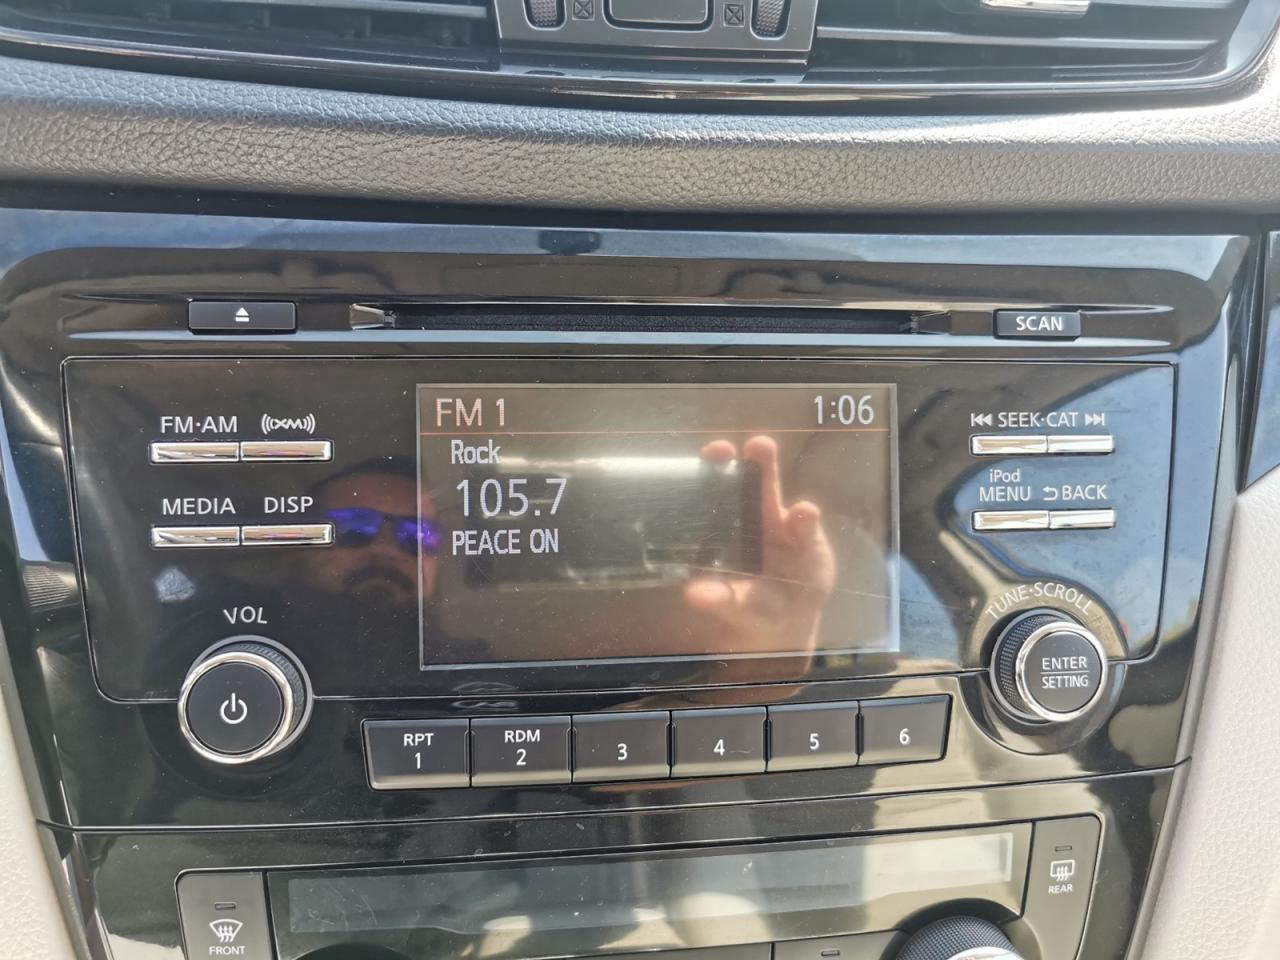 SCAN
FM·AM
((XM))
FM 1
1:06
SEEK·CAT
Rock
105.7
PEACE ON
MEDIA
DISP
iPod
MENU
BACK
VOL
TUNE·SCROLL
ENTER
SETTING
RPT
1
RDM
2
3
4
5
6
FRONT
REAR